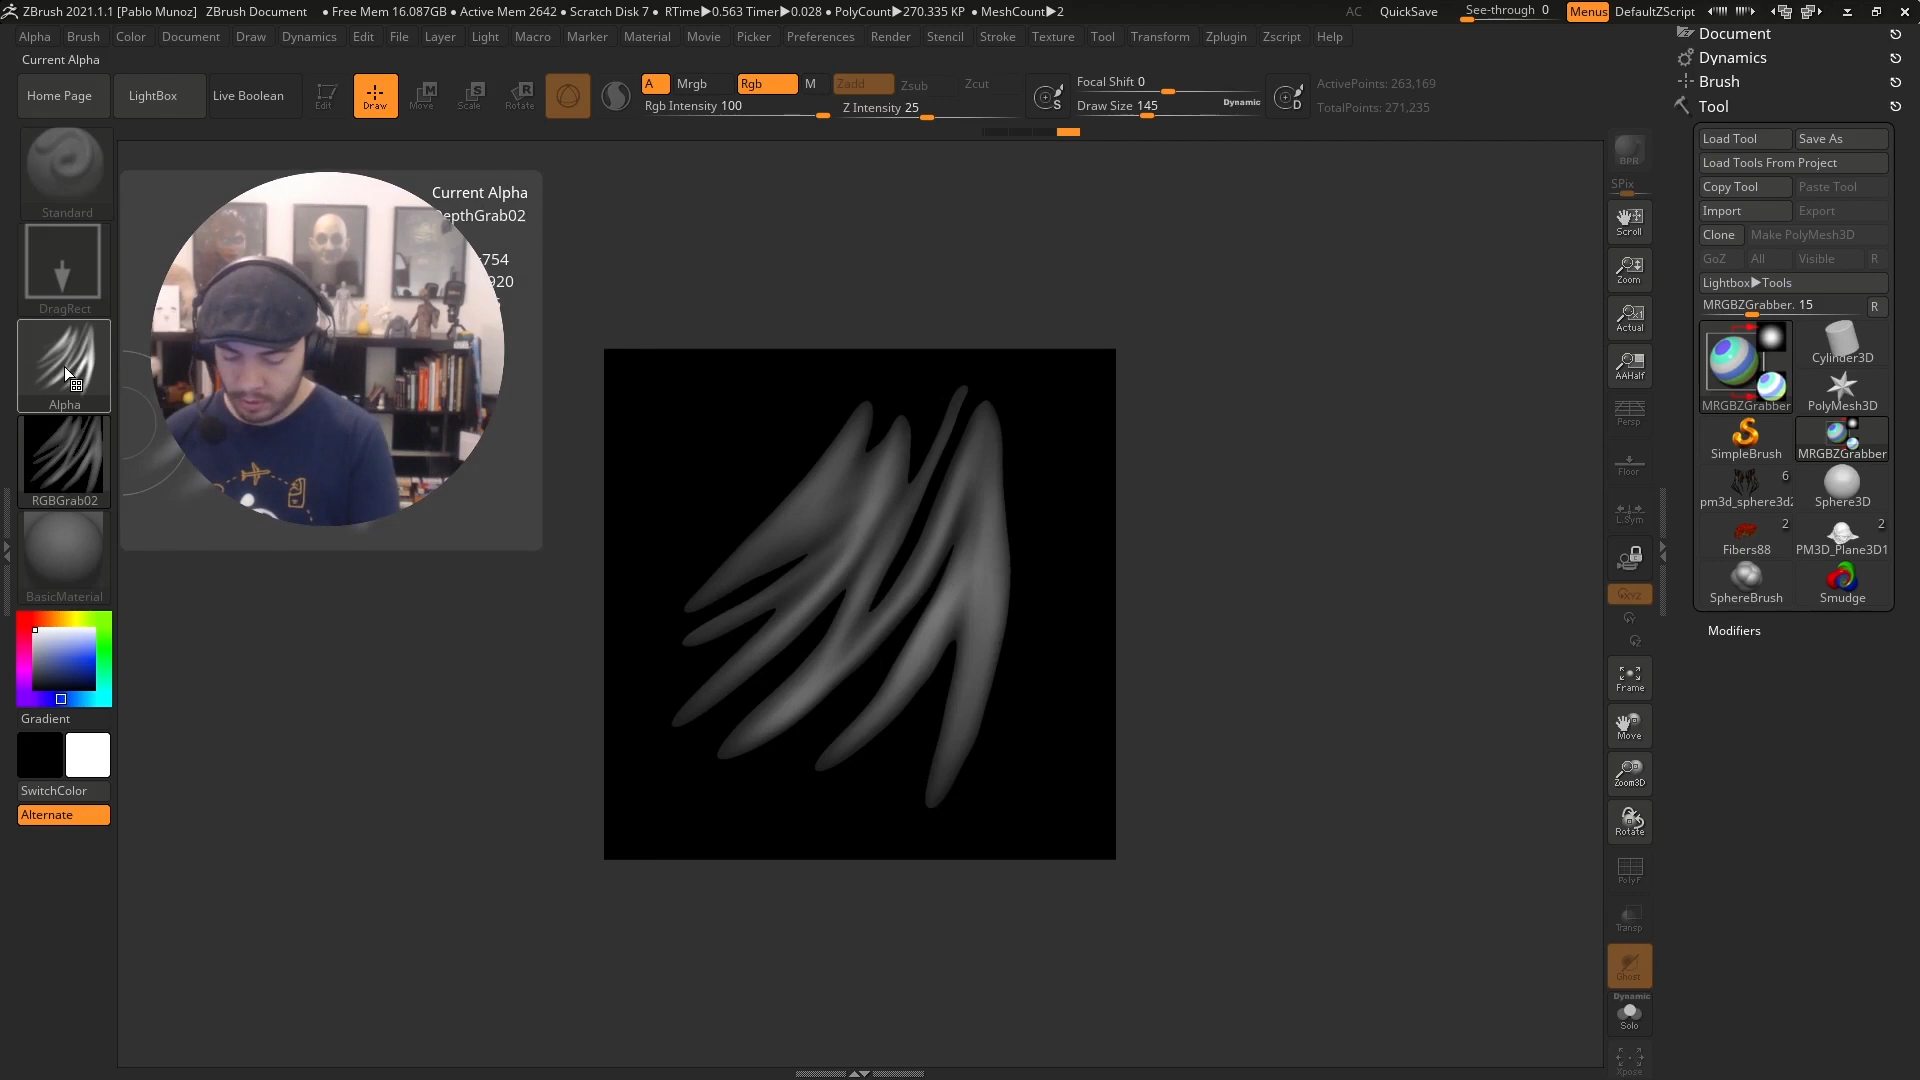 ZBrush 2021.1.1 [Pablo Munoz] ZBrush Document • Free Mem 16.087GB • Active Mem 2642 • Scratch Disk 7 • RTime▶0.563 Timer▶0.028 • PolyCount▶270.335 KP • MeshCount▶2 AC QuickSave See-through 0 Menus DefaultZScript
Alpha Brush Color Document Draw Dynamics Edit File Layer Light Macro Marker Material Movie Picker Preferences Render Stencil Stroke Texture Tool Transform Zplugin Zscript Help
Current Alpha
Home Page LightBox Live Boolean Edit Draw Move Scale Rotate
A Mrgb Rgb M Zadd Zsub Zcut
Rgb Intensity 100 Z Intensity 25
S
Focal Shift 0
Draw Size 145 Dynamic
D
ActivePoints: 263,169
TotalPoints: 271,235
Standard
DragRect
Alpha
RGBGrab02
BasicMaterial
Gradient
SwitchColor
Alternate
Current Alpha
epthGrab02
754
920
BPR
SPix
Scroll
Zoom
Actual
AAHalf
Persp
Floor
L.Sym
XYZ
Frame
Move
Zoom3D
Rotate
PolyF
Transp
Ghost
Dynamic
Solo
Xpose
Document
Dynamics
Brush
Tool
Load Tool Save As
Load Tools From Project
Copy Tool Paste Tool
Import Export
Clone Make PolyMesh3D
GoZ All Visible R
Lightbox▶Tools
MRGBZGrabber. 15 R
MRGBZGrabber Cylinder3D
PolyMesh3D
SimpleBrush MRGBZGrabber
6
pm3d_sphere3d2 Sphere3D
2 2
Fibers88 PM3D_Plane3D1
SphereBrush Smudge
Modifiers